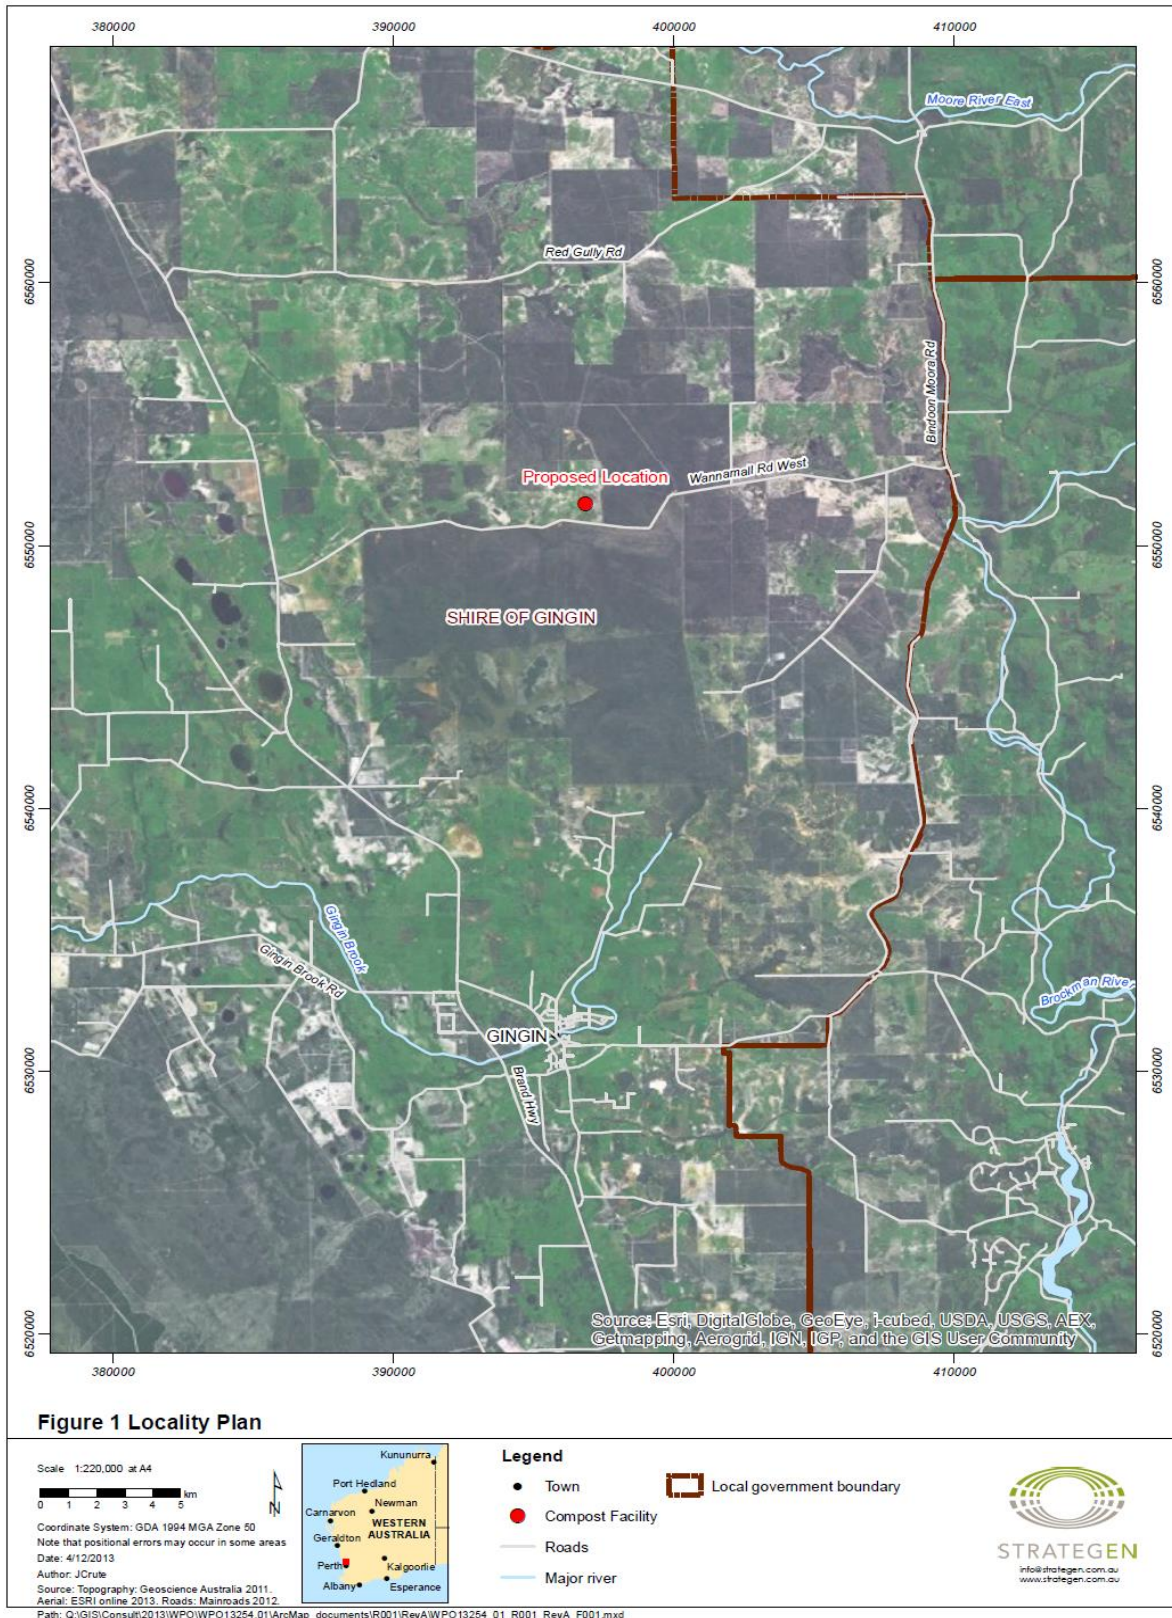 380000
390000
400000
410000
Moore River East
Red Gully Rd
6560000
6560000
Bindoon Moora Rd
Proposed Location
Wannamall Rd West
6550000
6550000
SHIRE OF GINGIN
6540000
6540000
Gingin Brook
Gingin Brook Rd
Brockman River
GINGIN
6530000
6530000
Brand Hwy
Source: Esri, DigitalGlobe, GeoEye, i-cubed, USDA, USGS, AEX,
Getmapping, Aerogrid, IGN, IGP, and the GIS User Community
6520000
6520000
380000
390000
400000
410000
Figure 1 Locality Plan
Scale 1:220,000 at A4
0 1 2 3 4 5 km
N
Coordinate System: GDA 1994 MGA Zone 50
Note that positional errors may occur in some areas
Date: 4/12/2013
Author: JCrute
Source: Topography: Geoscience Australia 2011.
Aerial: ESRI online 2013. Roads: Mainroads 2012.
Path: Q:\GIS\Consult\2013\WPO\WPO13254.01\ArcMap_documents\R001\RevA\WPO13254_01_R001_RevA_F001.mxd
Kununurra
Port Hedland
Newman
Carnarvon
WESTERN
AUSTRALIA
Geraldton
Perth
Kalgoorlie
Albany
Esperance
Legend
Town
Compost Facility
Roads
Major river
Local government boundary
STRATEGEN
info@strategen.com.au
www.strategen.com.au